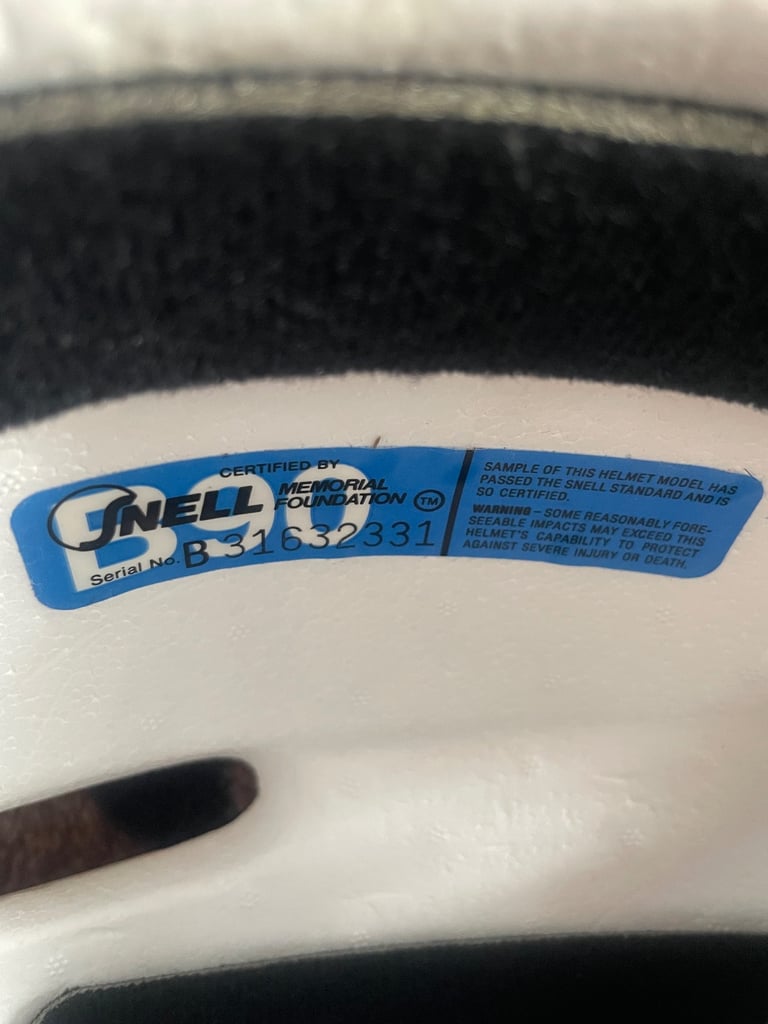 CERTIFIED BY
B90
SNELL MEMORIAL
FOUNDATION TM
Serial No. B 31632331
SAMPLE OF THIS HELMET MODEL HAS
PASSED THE SNELL STANDARD AND IS
SO CERTIFIED.
WARNING – SOME REASONABLY FORE-
SEEABLE IMPACTS MAY EXCEED THIS
HELMET'S CAPABILITY TO PROTECT
AGAINST SEVERE INJURY OR DEATH.